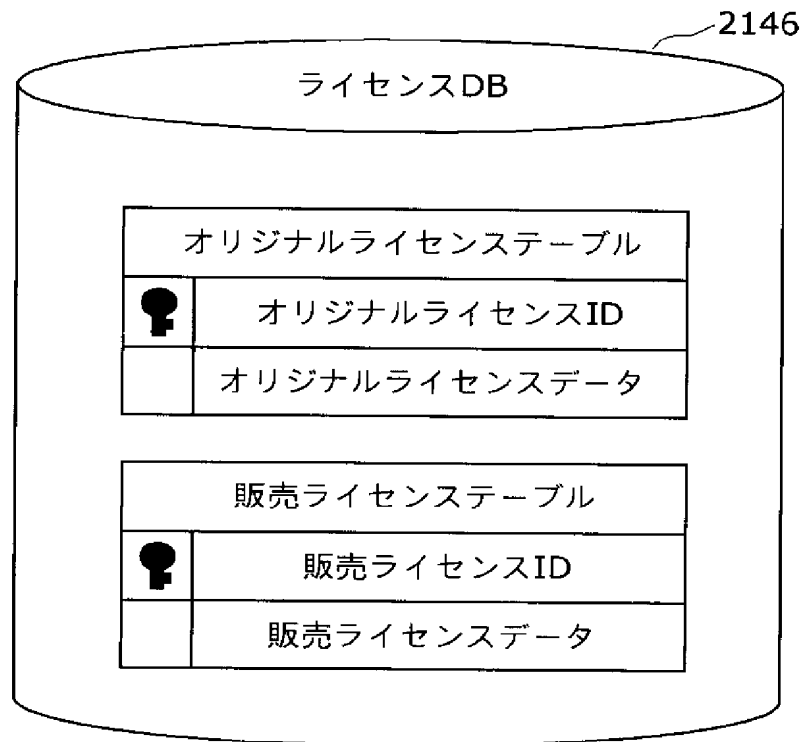 2146
ライセンスDB
オリジナルライセンステーブル
オリジナルライセンスID
オリジナルライセンスデータ
販売ライセンステーブル
販売ライセンスID
販売ライセンスデータ